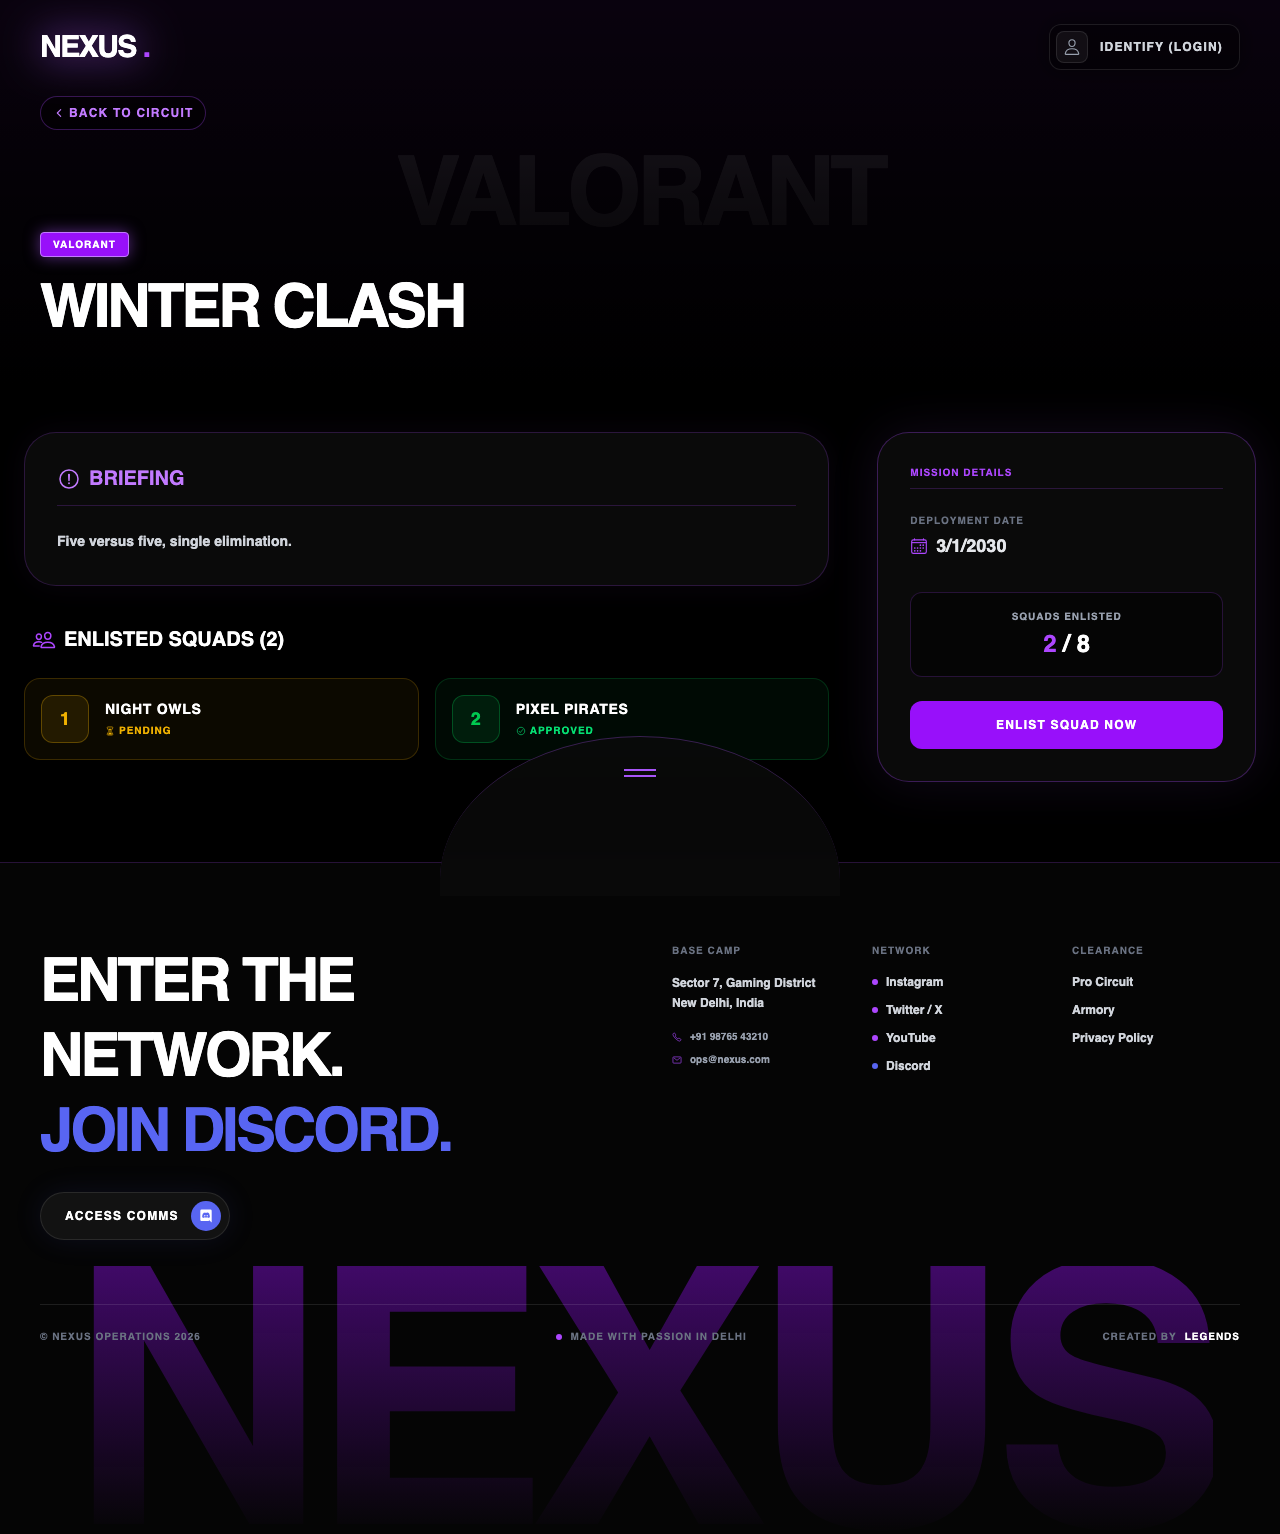 NEXUS .
IDENTIFY (LOGIN)
BACK TO CIRCUIT
VALORANT
VALORANT
WINTER CLASH
BRIEFING
Five versus five, single elimination.
ENLISTED SQUADS (2)
1
NIGHT OWLS
PENDING
2
PIXEL PIRATES
APPROVED
MISSION DETAILS
DEPLOYMENT DATE
3/1/2030
SQUADS ENLISTED
2 / 8
ENLIST SQUAD NOW
ENTER THE
NETWORK.
JOIN DISCORD.
ACCESS COMMS
BASE CAMP
Sector 7, Gaming District
New Delhi, India
+91 98765 43210
ops@nexus.com
NETWORK
Instagram
Twitter / X
YouTube
Discord
CLEARANCE
Pro Circuit
Armory
Privacy Policy
NEXUS
© NEXUS OPERATIONS 2026
MADE WITH PASSION IN DELHI
CREATED BY LEGENDS